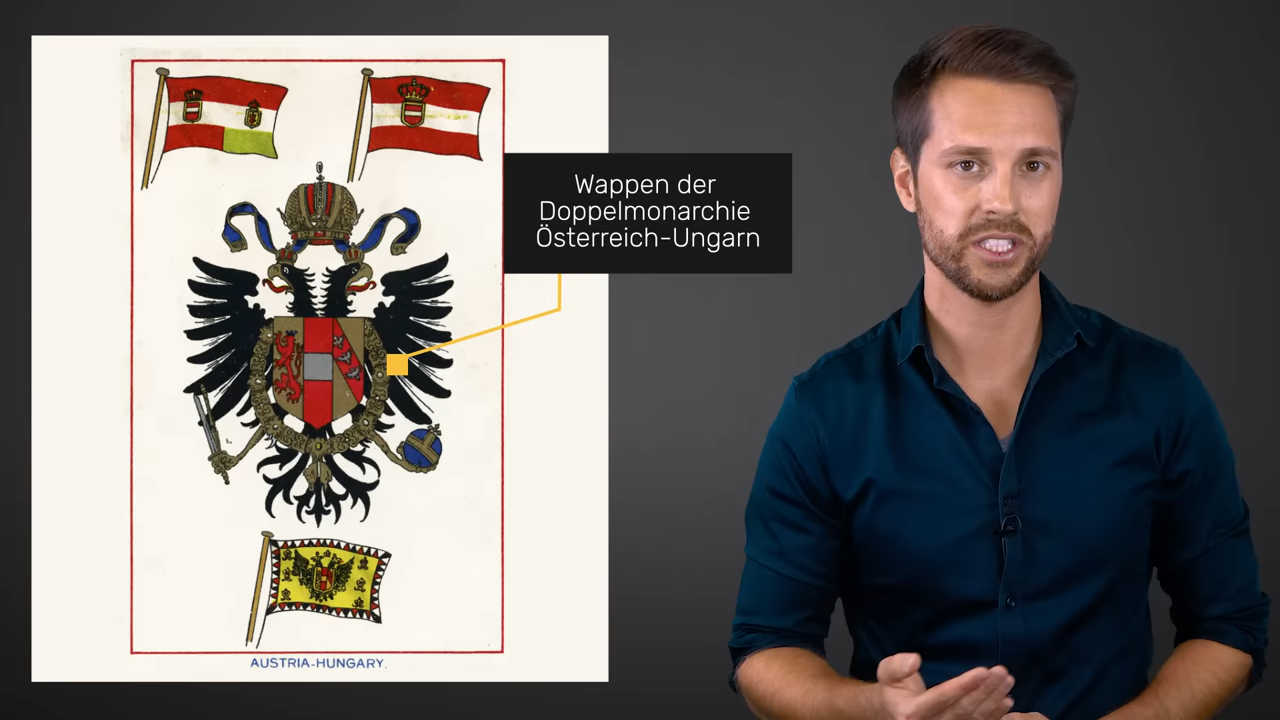 Wappen der
Doppelmonarchie
Österreich-Ungarn
AUSTRIA-HUNGARY.